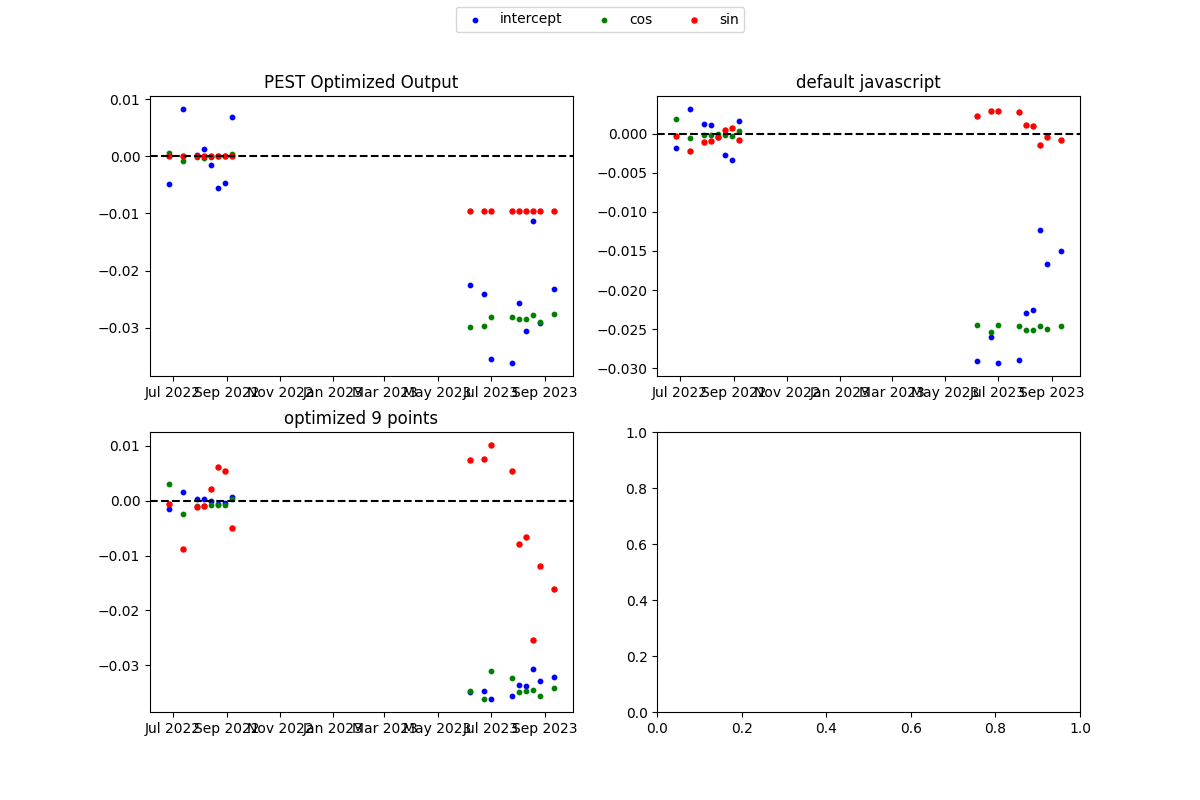 intercept cos sin
PEST Optimized Output
0.01
0.00
−0.01
−0.02
−0.03
Jul 2022 Sep 2022 Nov 2022 Jan 2023 Mar 2023 May 2023 Jul 2023 Sep 2023
default javascript
0.000
−0.005
−0.010
−0.015
−0.020
−0.025
−0.030
Jul 2022 Sep 2022 Nov 2022 Jan 2023 Mar 2023 May 2023 Jul 2023 Sep 2023
optimized 9 points
0.01
0.00
−0.01
−0.02
−0.03
Jul 2022 Sep 2022 Nov 2022 Jan 2023 Mar 2023 May 2023 Jul 2023 Sep 2023
1.0
0.8
0.6
0.4
0.2
0.0
0.0 0.2 0.4 0.6 0.8 1.0